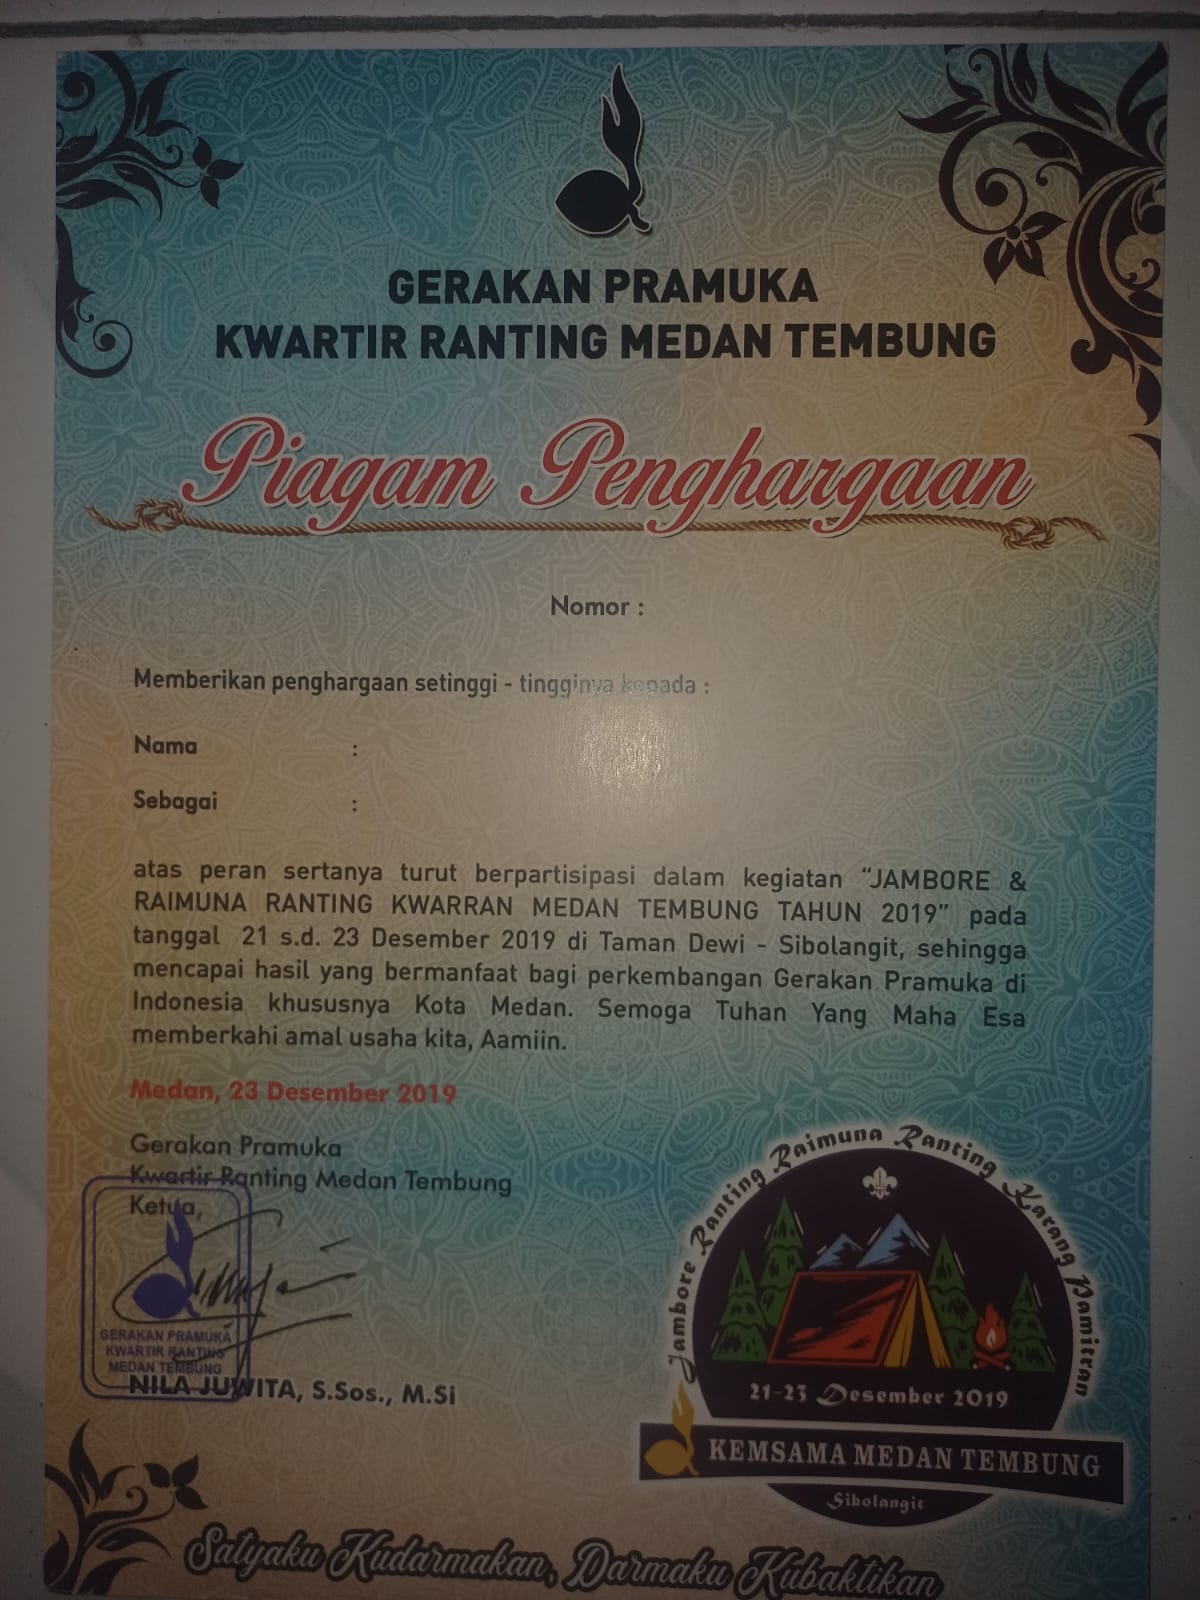 GERAKAN PRAMUKA
KWARTIR RANTING MEDAN TEMBUNG
Piagam Penghargaan
Nomor :
Memberikan penghargaan setinggi - tingginya kepada :
Nama :
Sebagai :
atas peran sertanya turut berpartisipasi dalam kegiatan “JAMBORE &
RAIMUNA RANTING KWARRAN MEDAN TEMBUNG TAHUN 2019” pada
tanggal 21 s.d. 23 Desember 2019 di Taman Dewi - Sibolangit, sehingga
mencapai hasil yang bermanfaat bagi perkembangan Gerakan Pramuka di
Indonesia khususnya Kota Medan. Semoga Tuhan Yang Maha Esa
memberkahi amal usaha kita, Aamiin.
Medan, 23 Desember 2019
Gerakan Pramuka
Kwartir Ranting Medan Tembung
Ketua,
GERAKAN PRAMUKA
KWARTIR RANTING
MEDAN TEMBUNG
NILA JUWITA, S.Sos., M.Si
Jambore Ranting Raimuna Ranting Karang Pamitran
21-23 Desember 2019
KEMSAMA MEDAN TEMBUNG
Sibolangit
Satyaku Kudarmakan, Darmaku Kubaktikan